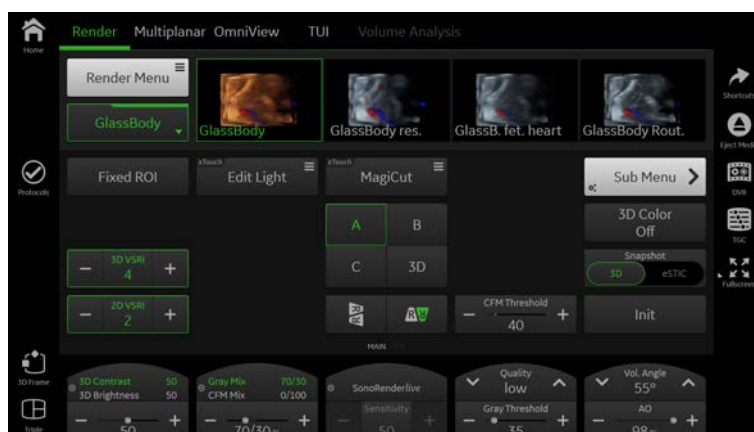 Home
Render Multiplanar OmniView TUI Volume Analysis
Render Menu
GlassBody
GlassBody
GlassBody res.
GlassB. fet. heart
GlassBody Rout.
Shortcuts
Eject Media
DVR
TGC
Fullscreen
Protocols
Fixed ROI
xTouch
Edit Light
xTouch
MagiCut
Sub Menu
A
B
C
3D
3D Color
Off
Snapshot
3D eSTIC
- 3D VSRI +
4
- 2D VSRI +
2
- CFM Threshold +
40
Init
MAIN
3D Frame
Triple
3D Contrast 50
3D Brightness 50
- 50 +
Gray Mix 70/30
CFM Mix 0/100
- 70/30 +
SonoRenderlive
Sensitivity
- 50 +
Quality
low
Gray Threshold
- 35 +
Vol. Angle
55°
AO
- 98 +